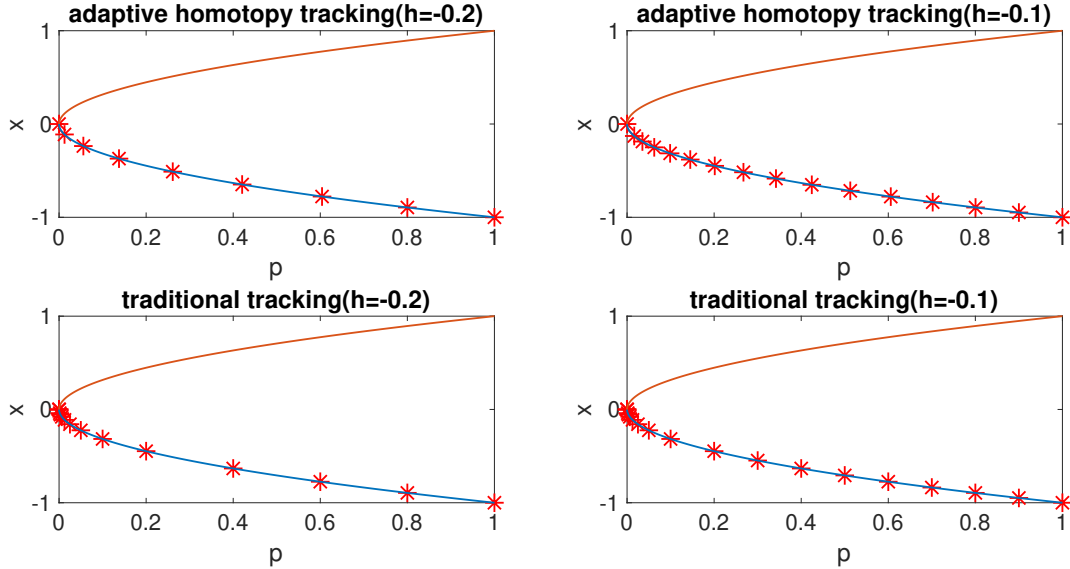 adaptive homotopy tracking(h=-0.2)
1
0
-1
x
0 0.2 0.4 0.6 0.8 1
p
adaptive homotopy tracking(h=-0.1)
1
0
-1
x
0 0.2 0.4 0.6 0.8 1
p
traditional tracking(h=-0.2)
1
0
-1
x
0 0.2 0.4 0.6 0.8 1
p
traditional tracking(h=-0.1)
1
0
-1
x
0 0.2 0.4 0.6 0.8 1
p